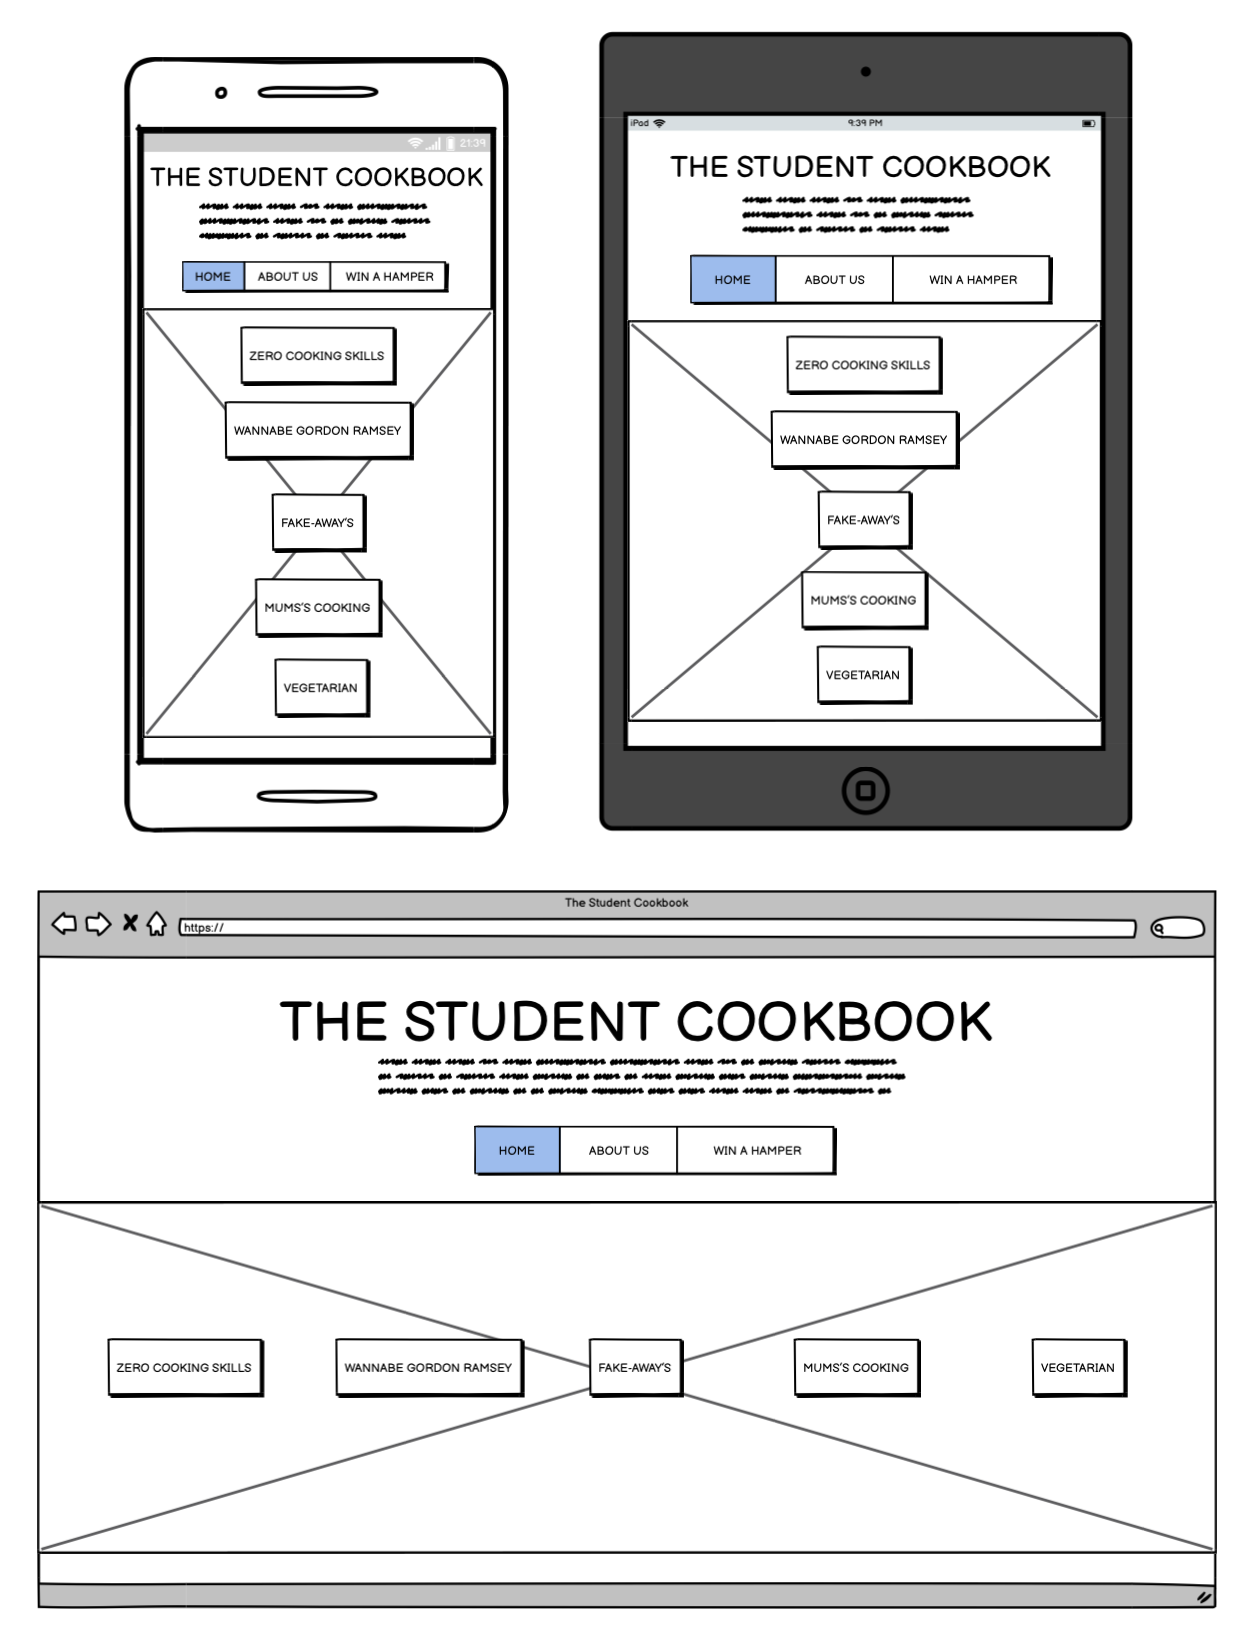 21:39
THE STUDENT COOKBOOK
HOME ABOUT US WIN A HAMPER
ZERO COOKING SKILLS
WANNABE GORDON RAMSEY
FAKE-AWAY'S
MUMS'S COOKING
VEGETARIAN
iPod 9:39 PM
THE STUDENT COOKBOOK
HOME ABOUT US WIN A HAMPER
ZERO COOKING SKILLS
WANNABE GORDON RAMSEY
FAKE-AWAY'S
MUMS'S COOKING
VEGETARIAN
The Student Cookbook
https://
THE STUDENT COOKBOOK
HOME ABOUT US WIN A HAMPER
ZERO COOKING SKILLS WANNABE GORDON RAMSEY FAKE-AWAY'S MUMS'S COOKING VEGETARIAN